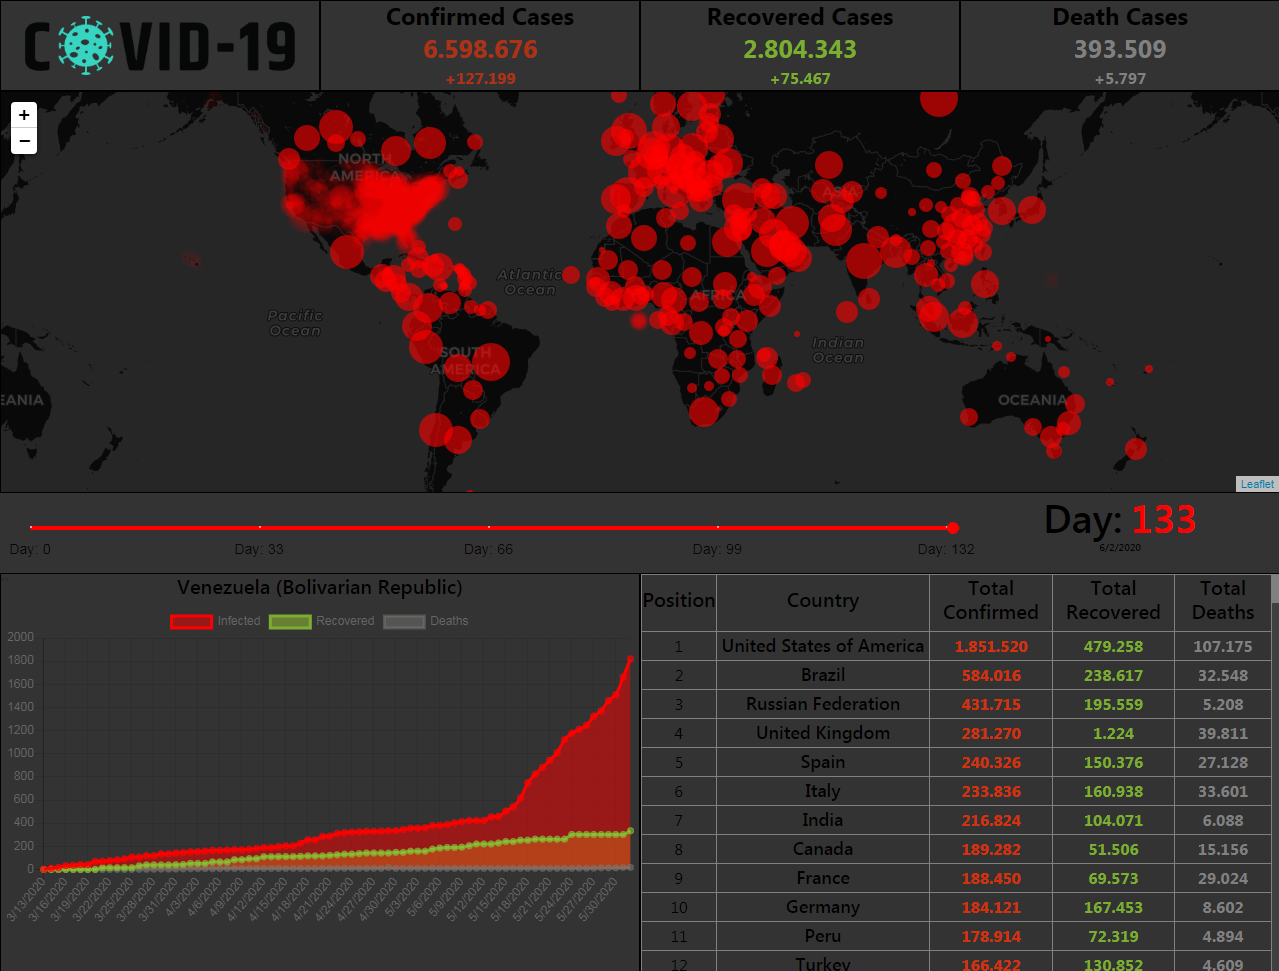 COVID-19
Confirmed Cases
6.598.676
+127.199
Recovered Cases
2.804.343
+75.467
Death Cases
393.509
+5.797
+
−
NORTH
AMERICA
ASIA
Atlantic
Ocean
AFRICA
Pacific
Ocean
Indian
Ocean
SOUTH
AMERICA
EANIA
OCEANIA
Leaflet
Day: 0
Day: 33
Day: 66
Day: 99
Day: 132
Day: 133
6/2/2020
Venezuela (Bolivarian Republic)
Infected Recovered Deaths
2000
1800
1600
1400
1200
1000
800
600
400
200
0
3/13/2020 3/16/2020 3/19/2020 3/22/2020 3/25/2020 3/28/2020 3/31/2020 4/3/2020 4/6/2020 4/9/2020 4/12/2020 4/15/2020 4/18/2020 4/21/2020 4/24/2020 4/27/2020 4/30/2020 5/3/2020 5/6/2020 5/9/2020 5/12/2020 5/15/2020 5/18/2020 5/21/2020 5/24/2020 5/27/2020 5/30/2020
Position Country Total Confirmed Total Recovered Total Deaths
1 United States of America 1.851.520 479.258 107.175
2 Brazil 584.016 238.617 32.548
3 Russian Federation 431.715 195.559 5.208
4 United Kingdom 281.270 1.224 39.811
5 Spain 240.326 150.376 27.128
6 Italy 233.836 160.938 33.601
7 India 216.824 104.071 6.088
8 Canada 189.282 51.506 15.156
9 France 188.450 69.573 29.024
10 Germany 184.121 167.453 8.602
11 Peru 178.914 72.319 4.894
12 Turkey 166.422 130.852 4.609